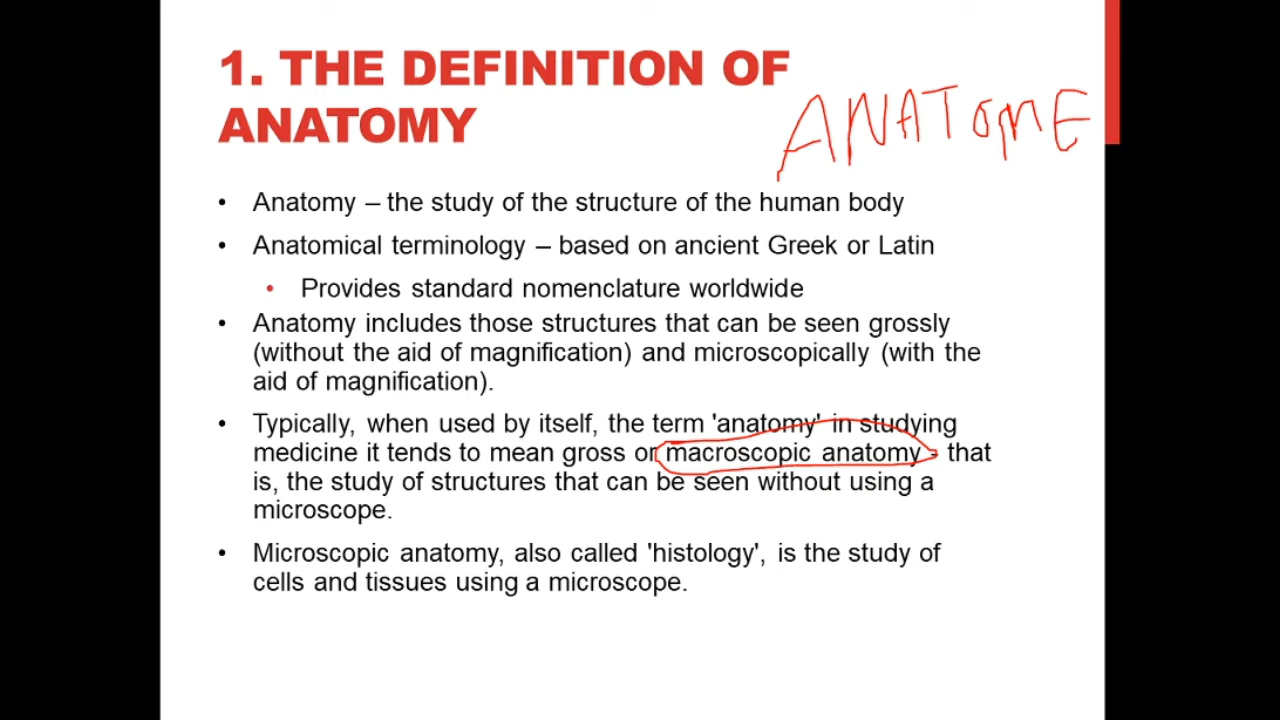 1. THE DEFINITION OF
ANATOMY
ANATOME
• Anatomy – the study of the structure of the human body
• Anatomical terminology – based on ancient Greek or Latin
• Provides standard nomenclature worldwide
• Anatomy includes those structures that can be seen grossly
(without the aid of magnification) and microscopically (with the
aid of magnification).
• Typically, when used by itself, the term 'anatomy' in studying
medicine it tends to mean gross or macroscopic anatomy - that
is, the study of structures that can be seen without using a
microscope.
• Microscopic anatomy, also called 'histology', is the study of
cells and tissues using a microscope.